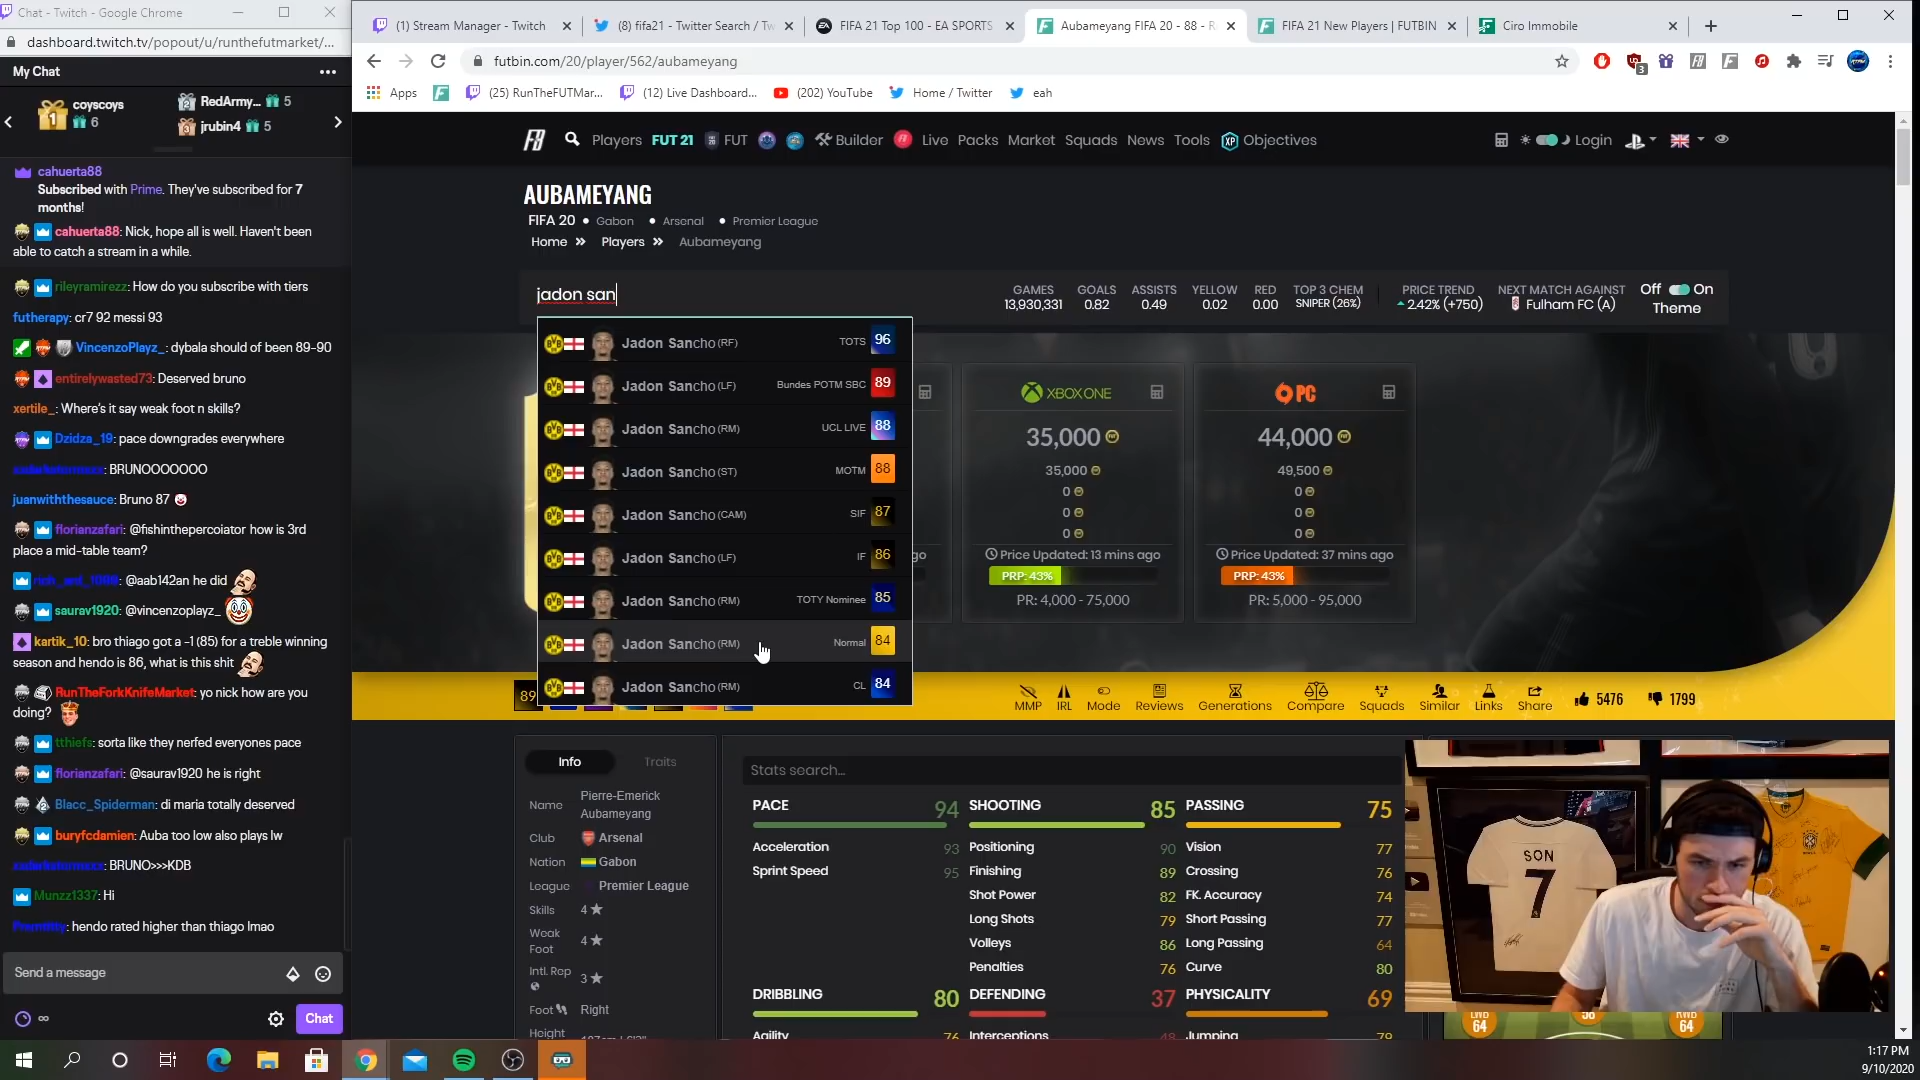 Chat - Twitch - Google Chrome
dashboard.twitch.tv/popout/u/runthefutmarket/...
My Chat
coyscoys
6
RedArmy... 5
jrubin4 5
cahuerta88
Subscribed with Prime. They've subscribed for 7
months!
cahuerta88: Nick, hope all is well. Haven't been
able to catch a stream in a while.
rileyramirezz: How do you subscribe with tiers
futherapy: cr7 92 messi 93
VincenzoPlayz_: dybala should of been 89-90
entirelywasted73: Deserved bruno
xertile_: Where's it say weak foot n skills?
Dzidza_19: pace downgrades everywhere
BRUNOOOOOOO
juanwiththesauce: Bruno 87
florianzafari: @fishinthepercoiator how is 3rd
place a mid-table team?
@aab142an he did
saurav1920: @vincenzoplayz_
kartik_10: bro thiago got a -1 (85) for a treble winning
season and hendo is 86, what is this shit
RunTheForkKnifeMarket: yo nick how are you
doing?
tthiefs: sorta like they nerfed everyones pace
florianzafari: @saurav1920 he is right
Blacc_Spiderman: di maria totally deserved
buryfcdamien: Auba too low also plays lw
BRUNO>>>KDB
Munzz1337: Hi
hendo rated higher than thiago lmao
Send a message
Chat
(1) Stream Manager - Twitch
(8) fifa21 - Twitter Search / Tw
FIFA 21 Top 100 - EA SPORTS
Aubameyang FIFA 20 - 88 - R
FIFA 21 New Players | FUTBIN
Ciro Immobile
futbin.com/20/player/562/aubameyang
3
Apps
(25) RunTheFUTMar...
(12) Live Dashboard...
(202) YouTube
Home / Twitter
eah
Players
FUT 21
FUT
Builder
Live
Packs
Market
Squads
News
Tools
XP
Objectives
Login
AUBAMEYANG
FIFA 20 • Gabon • Arsenal • Premier League
Home » Players » Aubameyang
jadon san
GAMES
13,930,331
GOALS
0.82
ASSISTS
0.49
YELLOW
0.02
RED
0.00
TOP 3 CHEM
SNIPER (26%)
PRICE TREND
2.42% (+750)
NEXT MATCH AGAINST
Fulham FC (A)
Off On
Theme
Jadon Sancho (RF) TOTS 96
Jadon Sancho (LF) Bundes POTM SBC 89
Jadon Sancho (RM) UCL LIVE 88
Jadon Sancho (ST) MOTM 88
Jadon Sancho (CAM) SIF 87
Jadon Sancho (LF) IF 86
Jadon Sancho (RM) TOTY Nominee 85
Jadon Sancho (RM) Normal 84
Jadon Sancho (RM) CL 84
go
XBOX ONE
35,000
35,000
0
0
0
Price Updated: 13 mins ago
PRP: 43%
PR: 4,000 - 75,000
PC
44,000
49,500
0
0
0
Price Updated: 37 mins ago
PRP: 43%
PR: 5,000 - 95,000
89
MMP
IRL
Mode
Reviews
Generations
Compare
Squads
Similar
Links
Share
5476
1799
Info
Traits
Name Pierre-Emerick
Aubameyang
Club Arsenal
Nation Gabon
League Premier League
Skills 4
Weak
Foot 4
Intl. Rep 3
Foot Right
Height
Stats search...
PACE 94
Acceleration 93
Sprint Speed 95
SHOOTING 85
Positioning 90
Finishing 89
Shot Power 82
Long Shots 79
Volleys 86
Penalties 76
PASSING 75
Vision 77
Crossing 76
FK. Accuracy 74
Short Passing 77
Long Passing 64
Curve 80
DRIBBLING 80
Agility 76
DEFENDING 37
Interceptions 48
PHYSICALITY 69
Jumping 79
SON
7
LWB
64
58
RWB
64
1:17 PM
9/10/2020